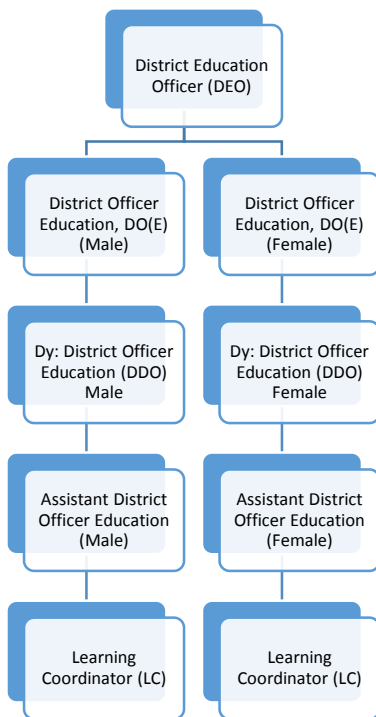 District Education
Officer (DEO)
District Officer
Education, DO(E)
(Male)
District Officer
Education, DO(E)
(Female)
Dy: District Officer
Education (DDO)
Male
Dy: District Officer
Education (DDO)
Female
Assistant District
Officer Education
(Male)
Assistant District
Officer Education
(Female)
Learning
Coordinator (LC)
Learning
Coordinator (LC)